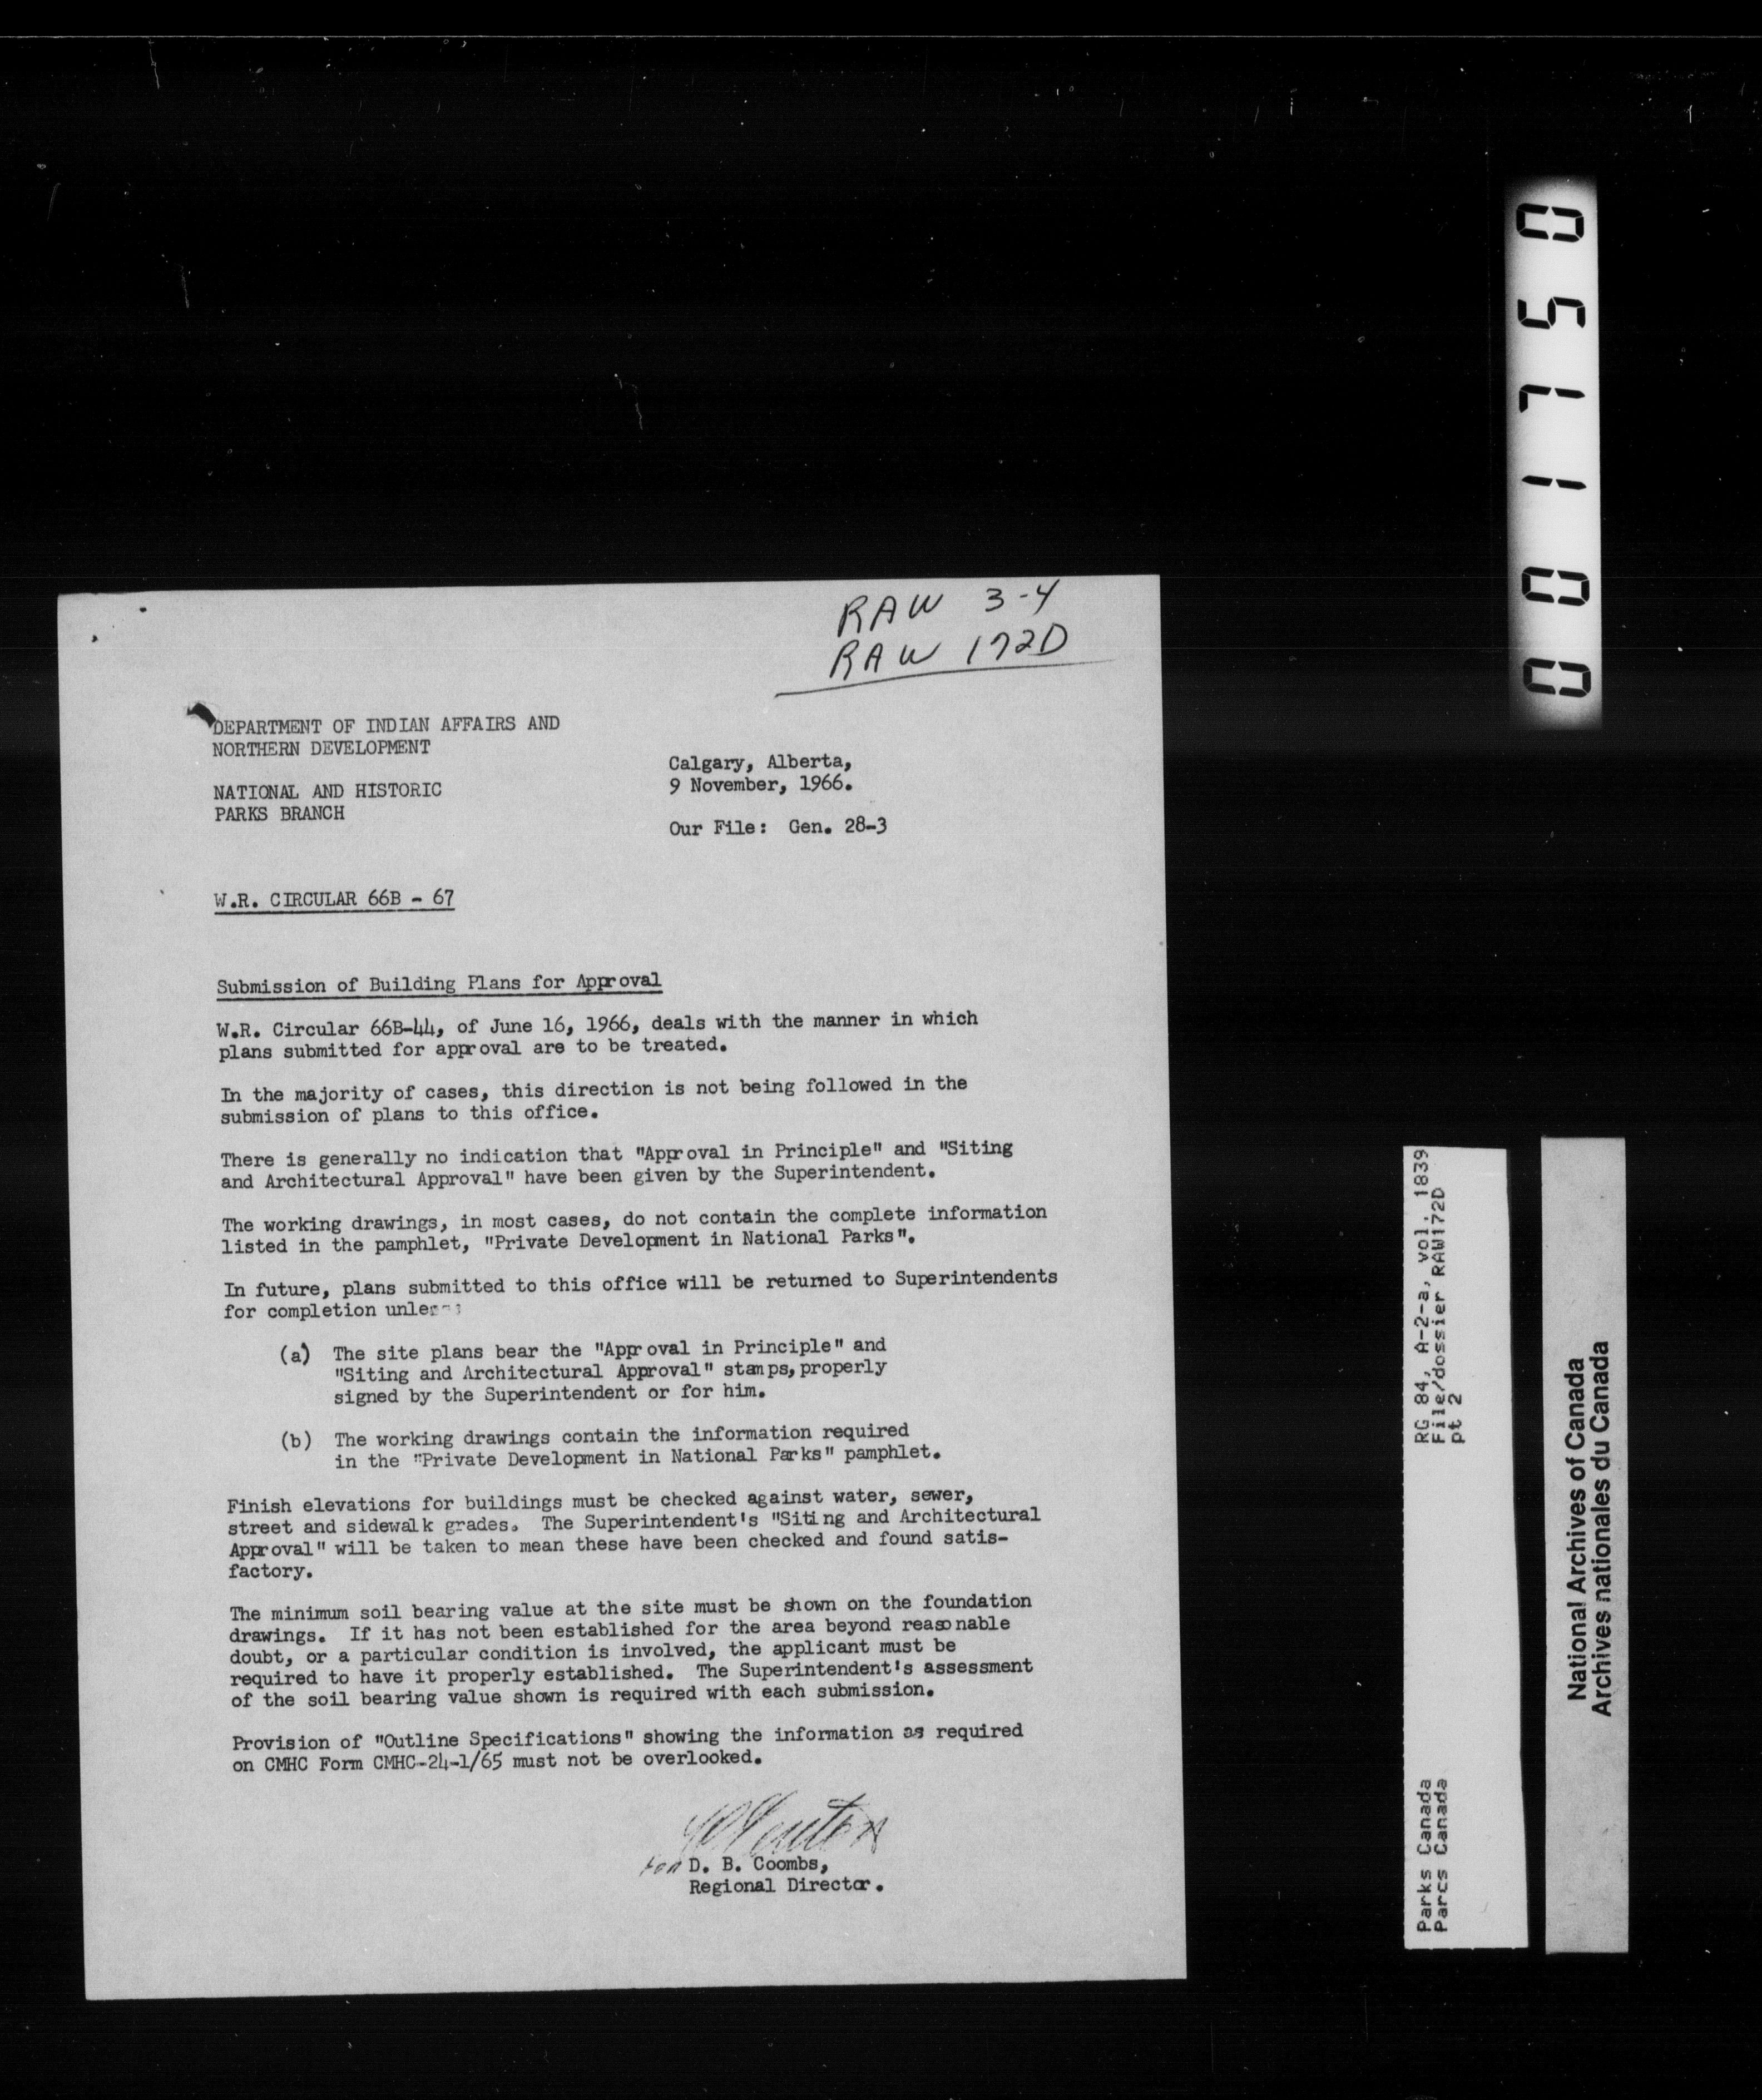 RAW 3-4
RAW 172D
DEPARTMENT OF INDIAN AFFAIRS AND
NORTHERN DEVELOPMENT
NATIONAL AND HISTORIC
PARKS BRANCH
Calgary, Alberta,
9 November, 1966.
Our File: Gen. 28-3
W.R. CIRCULAR 66B - 67
Submission of Building Plans for Approval
W.R. Circular 66B-44, of June 16, 1966, deals with the manner in which
plans submitted for approval are to be treated.
In the majority of cases, this direction is not being followed in the
submission of plans to this office.
There is generally no indication that "Approval in Principle" and "Siting
and Architectural Approval" have been given by the Superintendent.
The working drawings, in most cases, do not contain the complete information
listed in the pamphlet, "Private Development in National Parks".
In future, plans submitted to this office will be returned to Superintendents
for completion unless:
(a) The site plans bear the "Approval in Principle" and
"Siting and Architectural Approval" stamps, properly
signed by the Superintendent or for him.
(b) The working drawings contain the information required
in the "Private Development in National Parks" pamphlet.
Finish elevations for buildings must be checked against water, sewer,
street and sidewalk grades. The Superintendent's "Siting and Architectural
Approval" will be taken to mean these have been checked and found satis-
factory.
The minimum soil bearing value at the site must be shown on the foundation
drawings. If it has not been established for the area beyond reasonable
doubt, or a particular condition is involved, the applicant must be
required to have it properly established. The Superintendent's assessment
of the soil bearing value shown is required with each submission.
Provision of "Outline Specifications" showing the information as required
on CMHC Form CMHC-24-1/65 must not be overlooked.
for D. B. Coombs,
Regional Director.
001750
RG 84, A-2-a, vol. 1839
File/dossier RAW172D
pt 2
Parks Canada
Parcs Canada
National Archives of Canada
Archives nationales du Canada